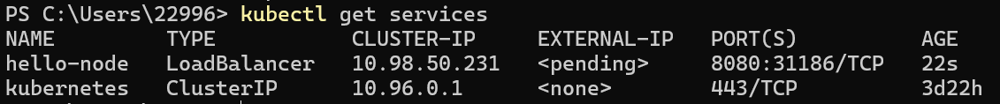 PS C:\Users\22996> kubectl get services
NAME TYPE CLUSTER-IP EXTERNAL-IP PORT(S) AGE
hello-node LoadBalancer 10.98.50.231 <pending> 8080:31186/TCP 22s
kubernetes ClusterIP 10.96.0.1 <none> 443/TCP 3d22h